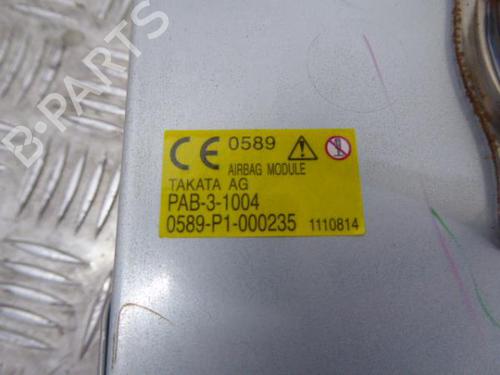 CE 0589
AIRBAG MODULE
TAKATA AG
PAB-3-1004
0589-P1-000235 1110814
B-PARTS